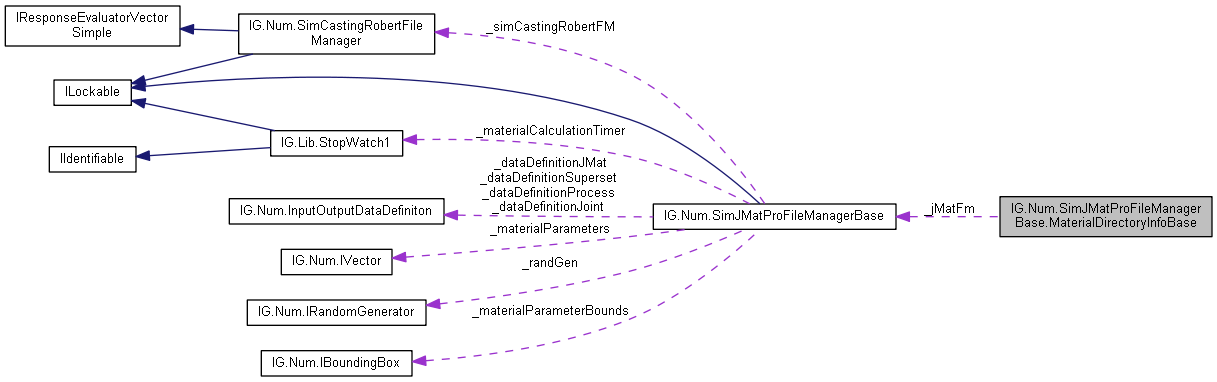 IResponseEvaluatorVector
Simple
IG.Num.SimCastingRobertFile
Manager
_simCastingRobertFM
ILockable
IG.Lib.StopWatch1
_materialCalculationTimer
IIdentifiable
_dataDefinitionJMat
_dataDefinitionSuperset
_dataDefinitionProcess
_dataDefinitionJoint
IG.Num.InputOutputDataDefiniton
IG.Num.SimJMatProFileManagerBase
_jMatFm
IG.Num.SimJMatProFileManager
Base.MaterialDirectoryInfoBase
_materialParameters
IG.Num.IVector
_randGen
IG.Num.IRandomGenerator
_materialParameterBounds
IG.Num.IBoundingBox